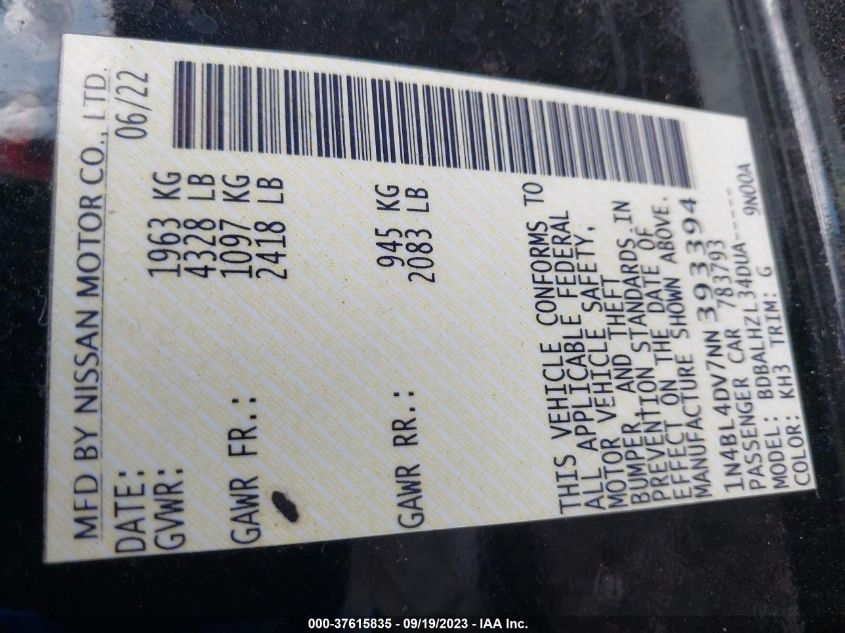 MFD BY NISSAN MOTOR CO., LTD.
DATE: 06/22
GVWR: 1963 KG
4328 LB
GAWR FR.: 1097 KG
2418 LB
GAWR RR.: 945 KG
2083 LB
THIS VEHICLE CONFORMS TO
ALL APPLICABLE FEDERAL
MOTOR VEHICLE SAFETY,
BUMPER, AND THEFT
PREVENTION STANDARDS IN
EFFECT ON THE DATE OF
MANUFACTURE SHOWN ABOVE.
1N4BL4DV7NN393394
PASSENGER CAR 783793
MODEL: BDBALHZL34DUA-----
COLOR: KH3 TRIM: G 9N00A
000-37615835 - 09/19/2023 - IAA Inc.